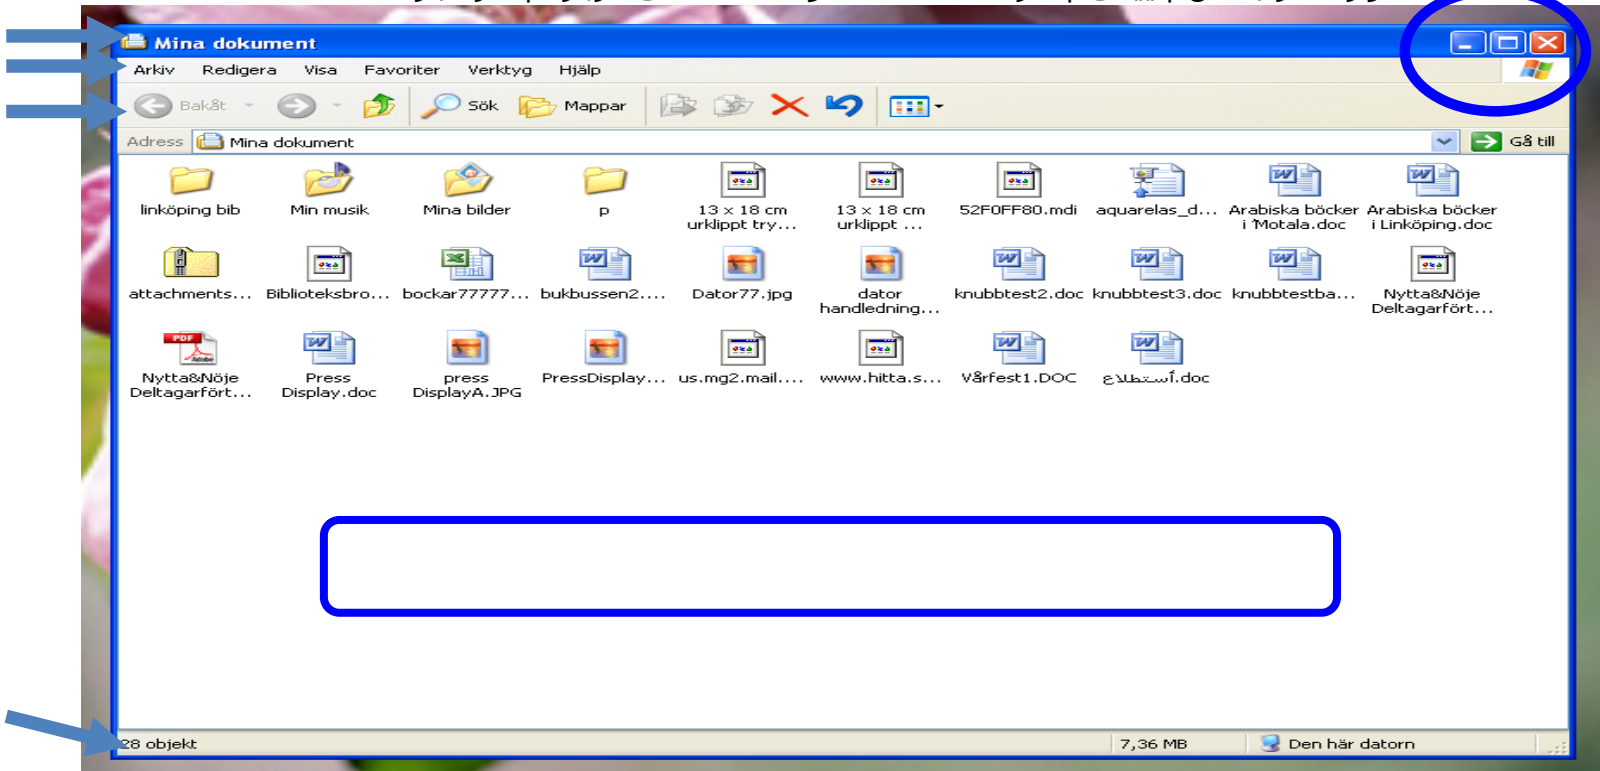 Mina dokument
Arkiv Redigera Visa Favoriter Verktyg Hjälp
Bakåt Sök Mappar
Adress Mina dokument Gå till
linköping bib Min musik Mina bilder p 13 x 18 cm 13 x 18 cm 52F0FF80.mdi aquarelas_d... Arabiska böcker Arabiska böcker
urklippt try... urklippt ... i Motala.doc i Linköping.doc
attachments... Biblioteksbro... bockar77777... bukbussen2.... Dator77.jpg dator knubbtest2.doc knubbtest3.doc knubbtestba... Nytta&Nöje
handledning... Deltagarfört...
PDF
Adobe
Nytta&Nöje Press press PressDisplay... us.mg2.mail.... www.hitta.s... Vårfest1.DOC أستطلاع.doc
Deltagarfört... Display.doc DisplayA.JPG
28 objekt 7,36 MB Den här datorn